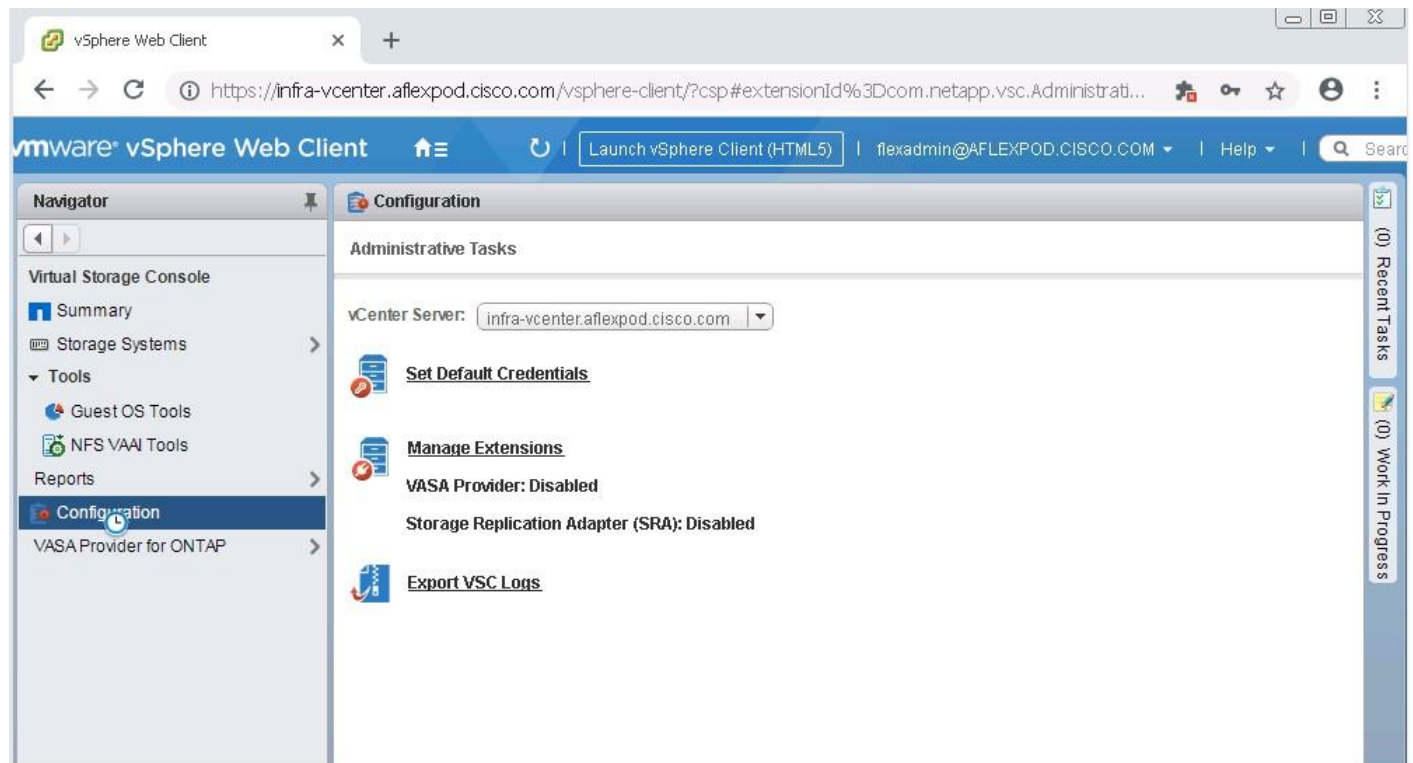 vSphere Web Client
https://infra-vcenter.aflexpod.cisco.com/vsphere-client/?csp#extensionId%3Dcom.netapp.vsc.Administrati...
vmware® vSphere Web Client
Launch vSphere Client (HTML5)
flexadmin@AFLEXPOD.CISCO.COM
Help
Searc
Navigator
Virtual Storage Console
Summary
Storage Systems
Tools
Guest OS Tools
NFS VAAI Tools
Reports
Configuration
VASA Provider for ONTAP
Configuration
Administrative Tasks
vCenter Server: infra-vcenter.aflexpod.cisco.com
Set Default Credentials
Manage Extensions
VASA Provider: Disabled
Storage Replication Adapter (SRA): Disabled
Export VSC Logs
(0) Recent Tasks
(0) Work In Progress